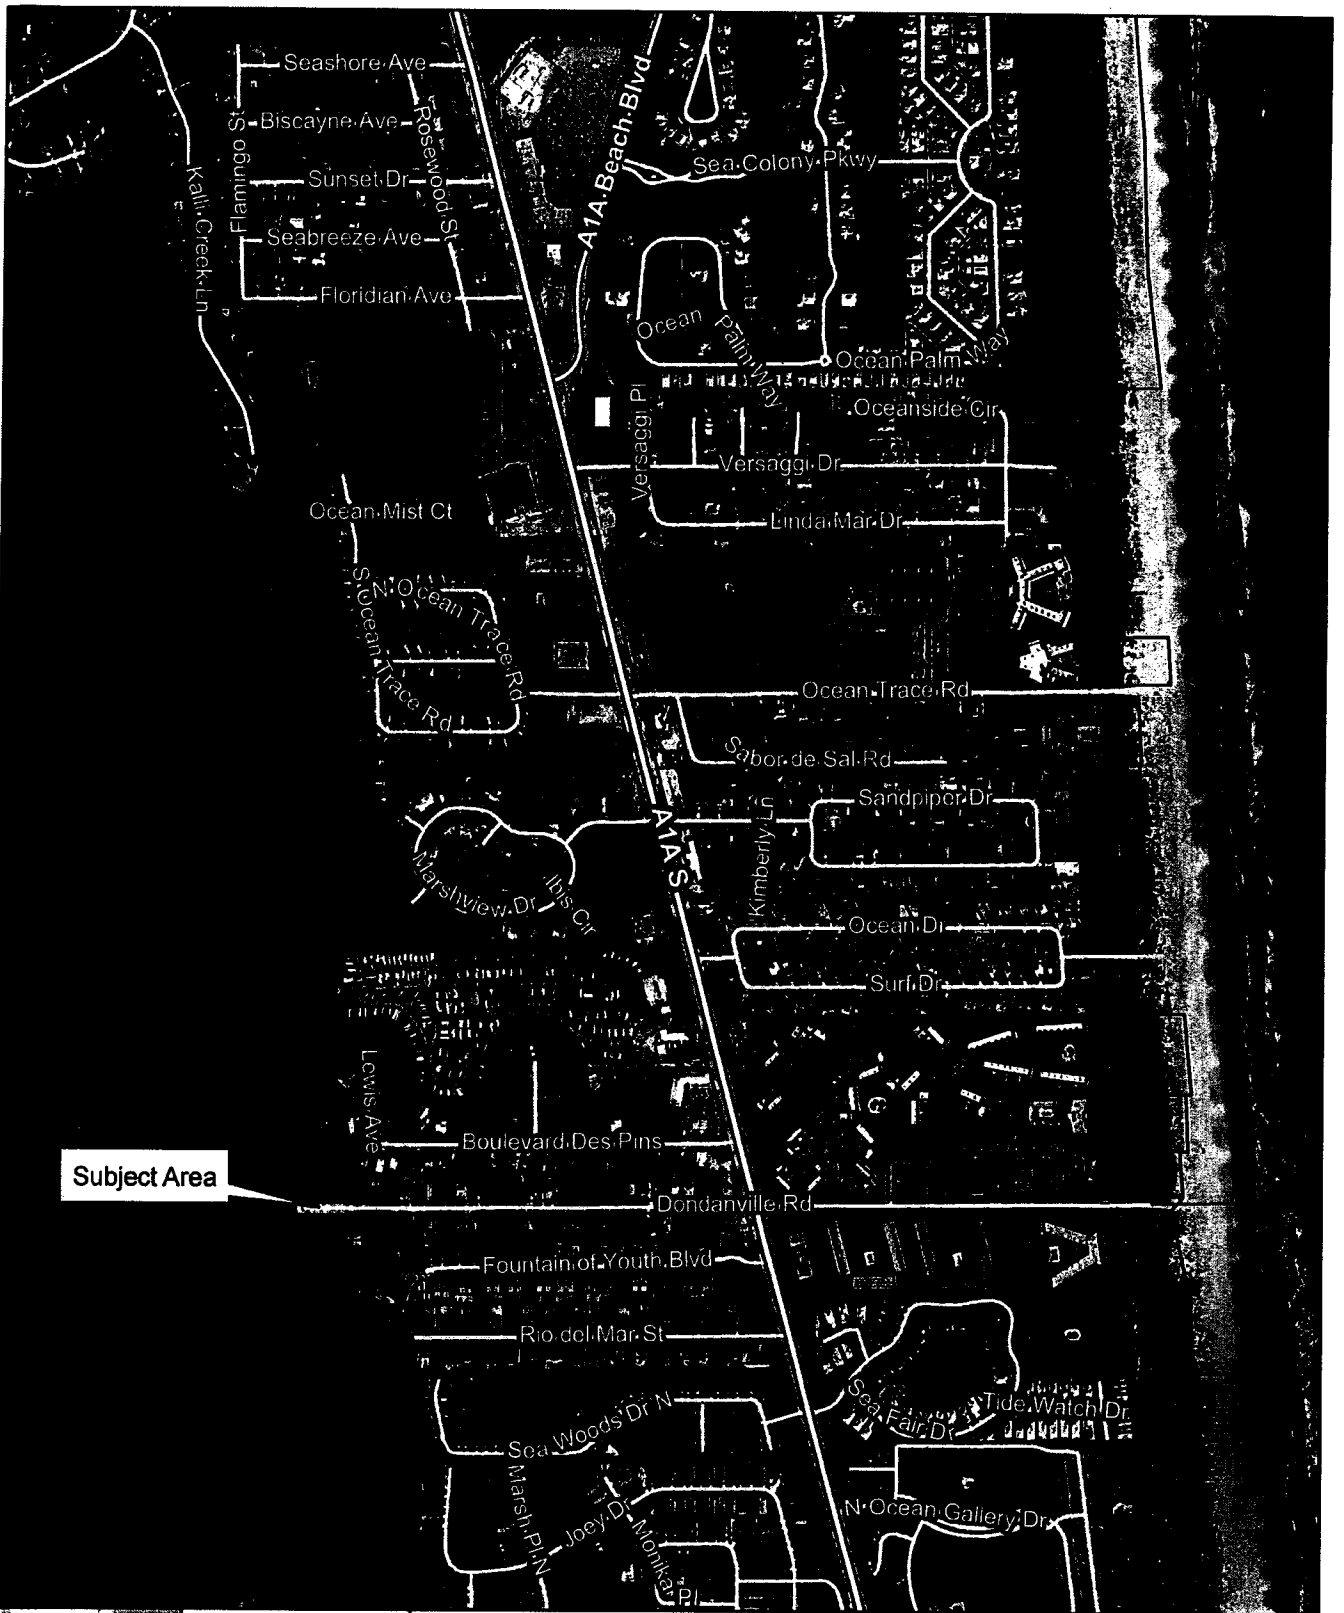 Seashore Ave
A1A Beach Blvd
Biscayne Ave
Flamingo St
Rosewood St
Sea Colony Pkwy
Sunset Dr
Kalli Creek Ln
Seabreeze Ave
Floridian Ave
Ocean Palm Way
Ocean Palm Way
Versaggi Pl
Oceanside Cir
Versaggi Dr
Ocean Mist Ct
Linda Mar Dr
N Ocean Trace Rd
S Ocean Trace Rd
Ocean Trace Rd
Sabor de Sal Rd
Sandpiper Dr
Kimberly Ln
A1A S
Marshview Dr
Ibis Cir
Ocean Dr
Surf Dr
Lewis Ave
Boulevard Des Pins
Subject Area
Dondanville Rd
Fountain of Youth Blvd
Rio del Mar St
Sea Fair Dr
Tide Watch Dr
Sea Woods Dr N
Marsh Pl N
Joey Dr
Monika Pl
N Ocean Gallery Dr